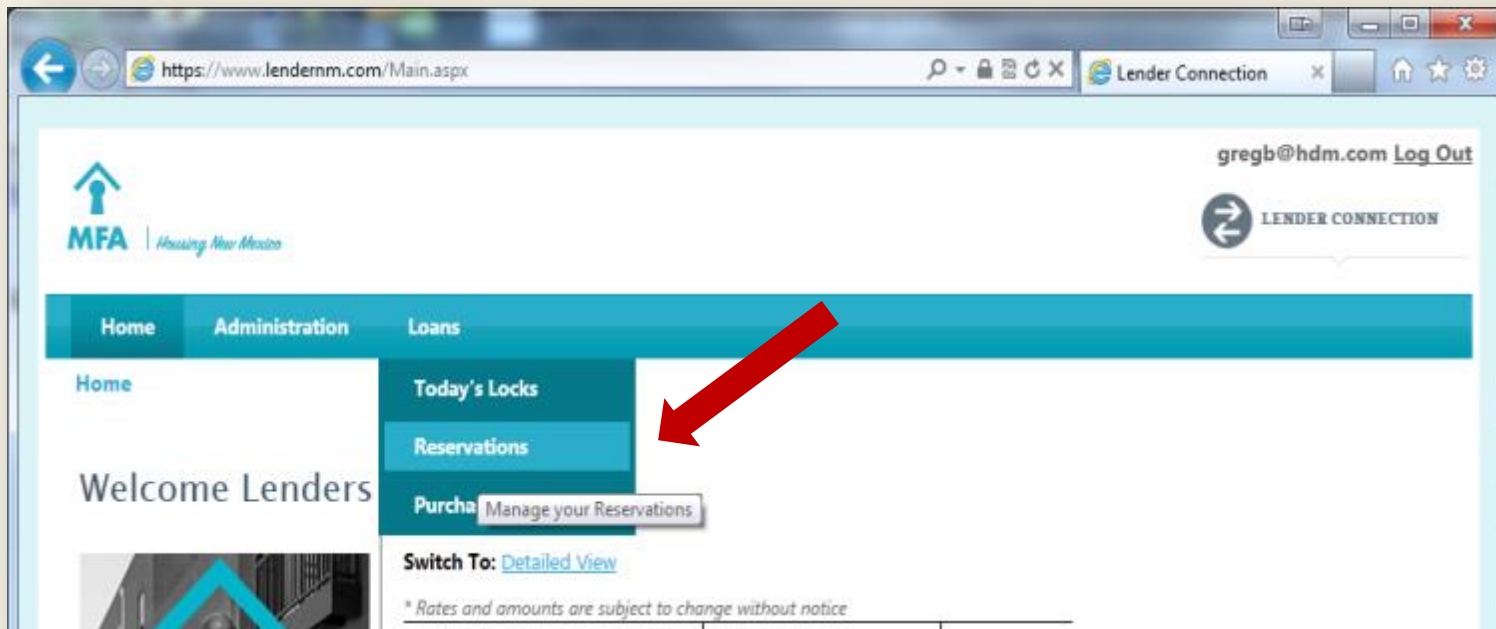 https://www.lendernm.com/Main.aspx
Lender Connection
gregb@hdm.com Log Out
MFA | Housing New Mexico
LENDER CONNECTION
Home Administration Loans
Home
Today's Locks
Reservations
Welcome Lenders
Purcha
Manage your Reservations
Switch To: Detailed View
* Rates and amounts are subject to change without notice